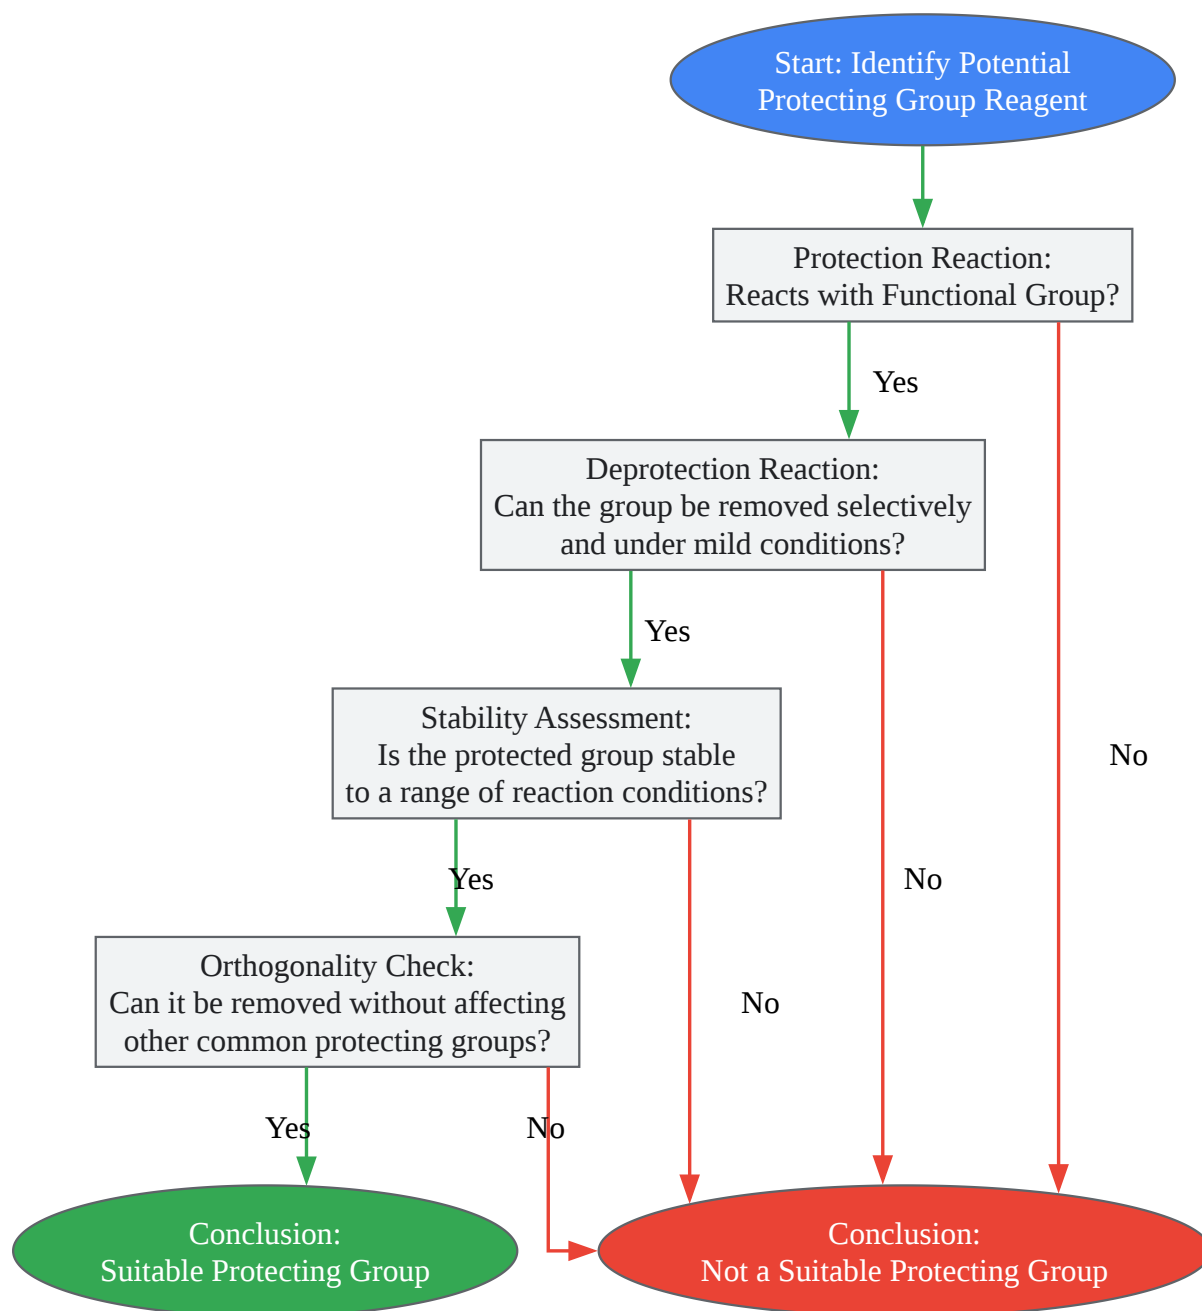 Start: Identify Potential
Protecting Group Reagent
Protection Reaction:
Reacts with Functional Group?
Yes
Deprotection Reaction:
Can the group be removed selectively
and under mild conditions?
Yes
Stability Assessment:
Is the protected group stable
to a range of reaction conditions?
No
Yes
No
Orthogonality Check:
Can it be removed without affecting
other common protecting groups?
No
Yes
No
Conclusion:
Suitable Protecting Group
Conclusion:
Not a Suitable Protecting Group